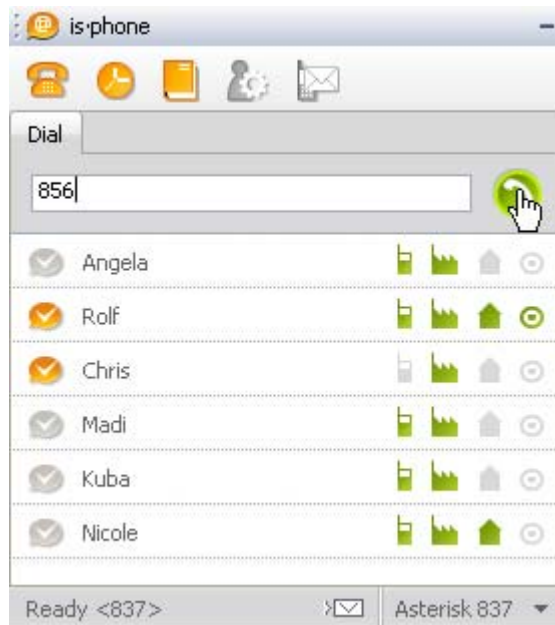 is·phone
Dial
856
Angela
Rolf
Chris
Madi
Kuba
Nicole
Ready <837> Asterisk 837